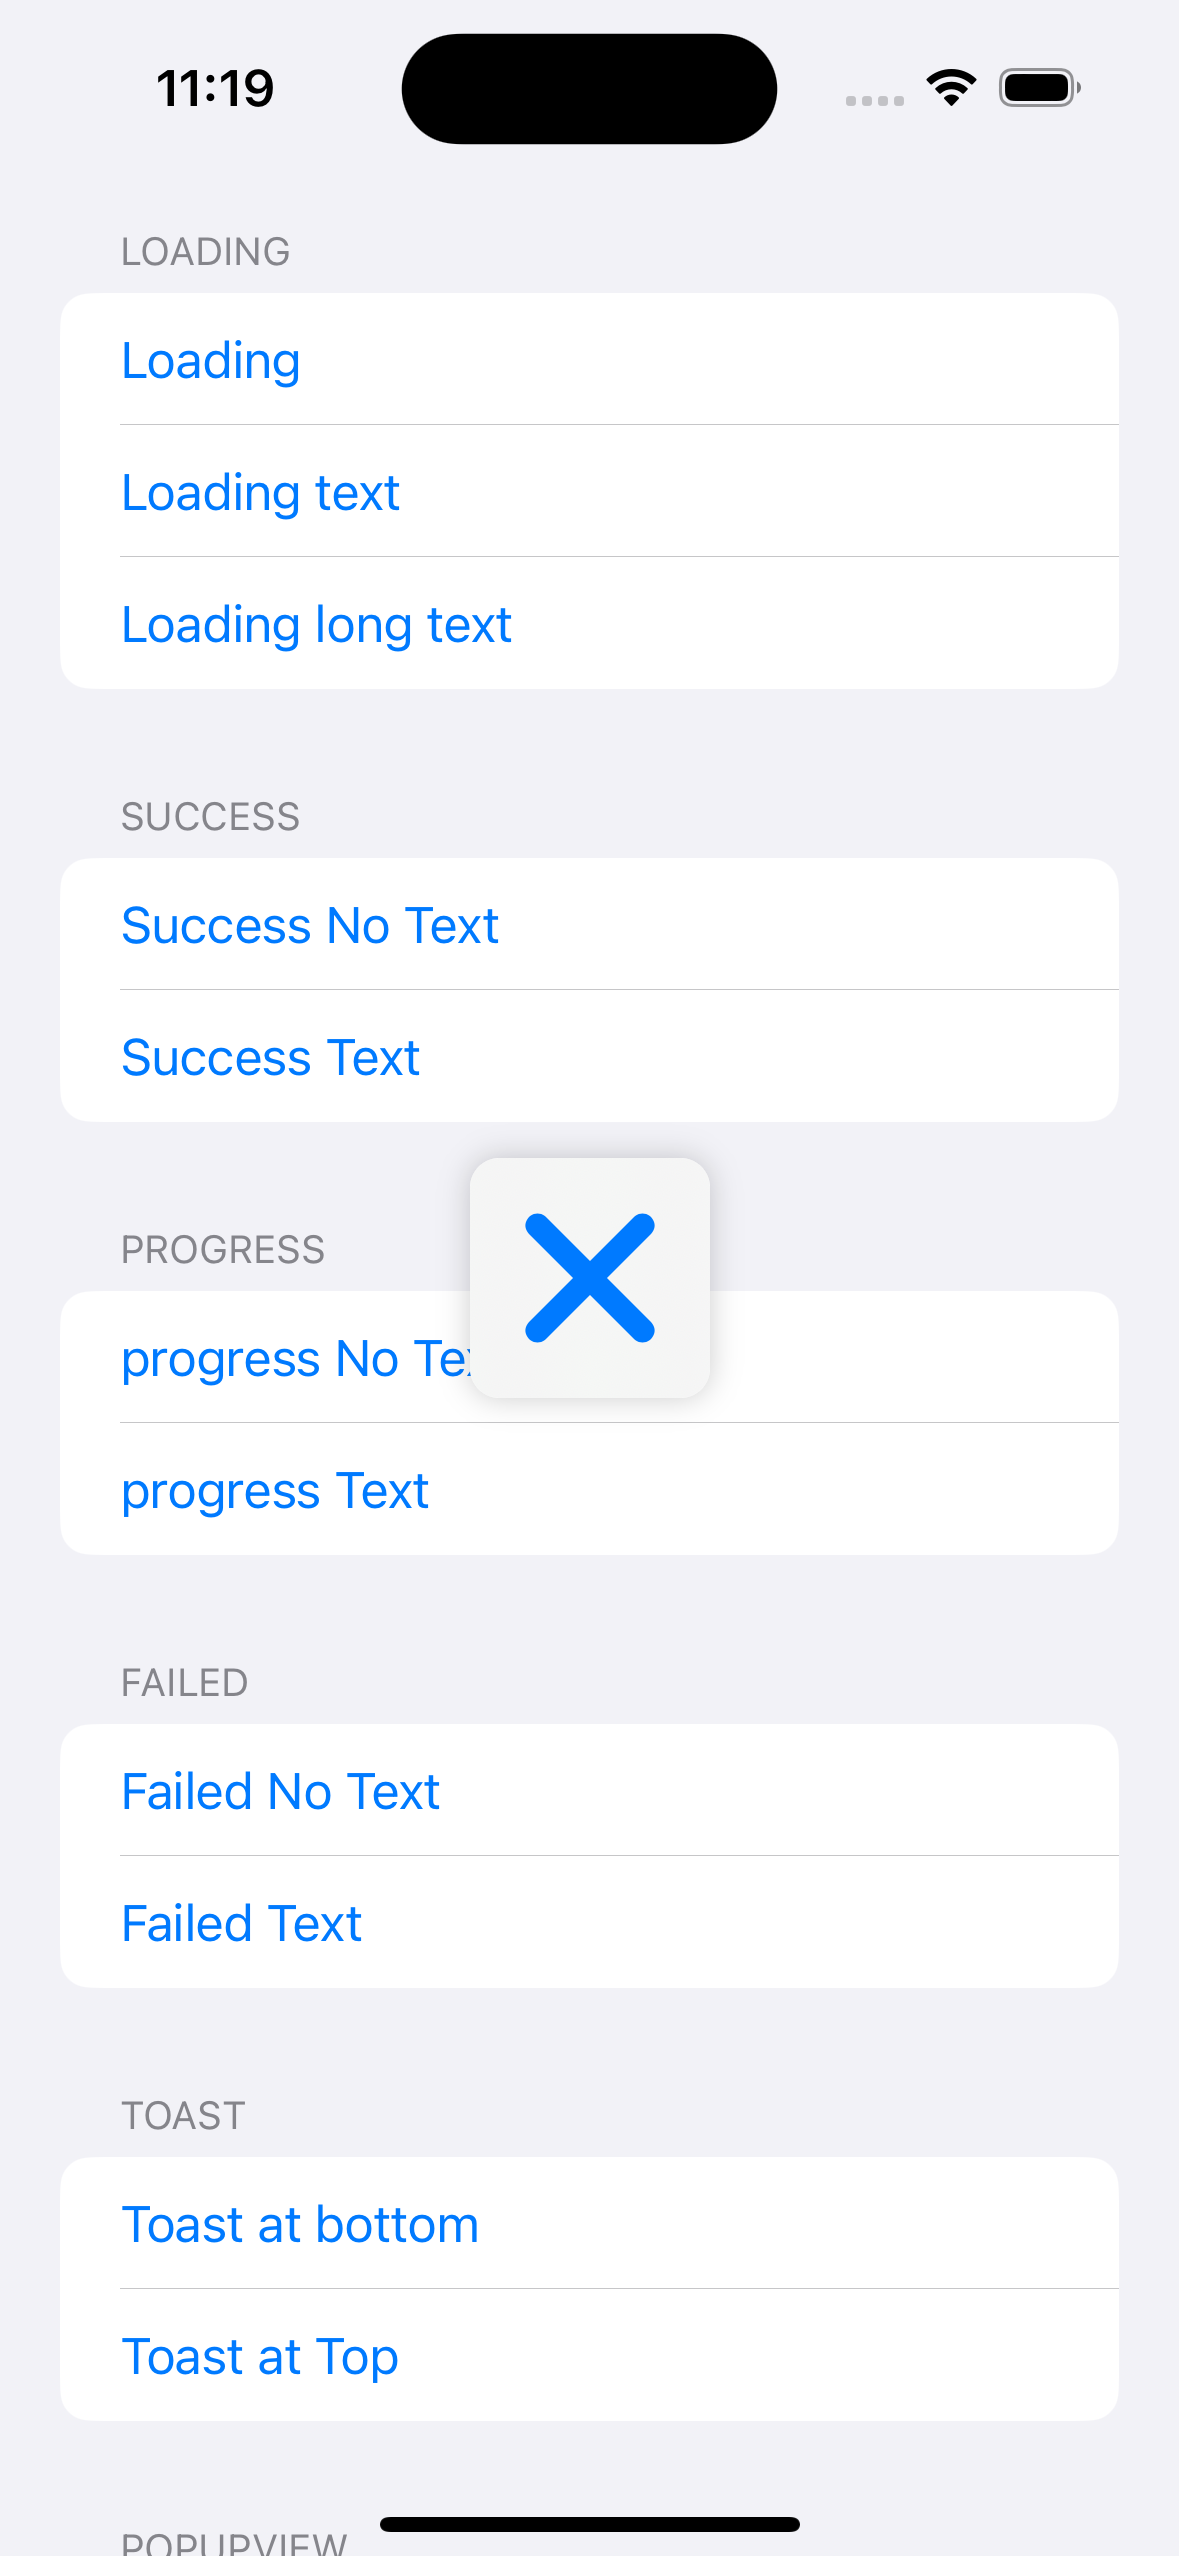 11:19
LOADING
Loading
Loading text
Loading long text
SUCCESS
Success No Text
Success Text
PROGRESS
progress No Te
progress Text
FAILED
Failed No Text
Failed Text
TOAST
Toast at bottom
Toast at Top
POPUPVIEW